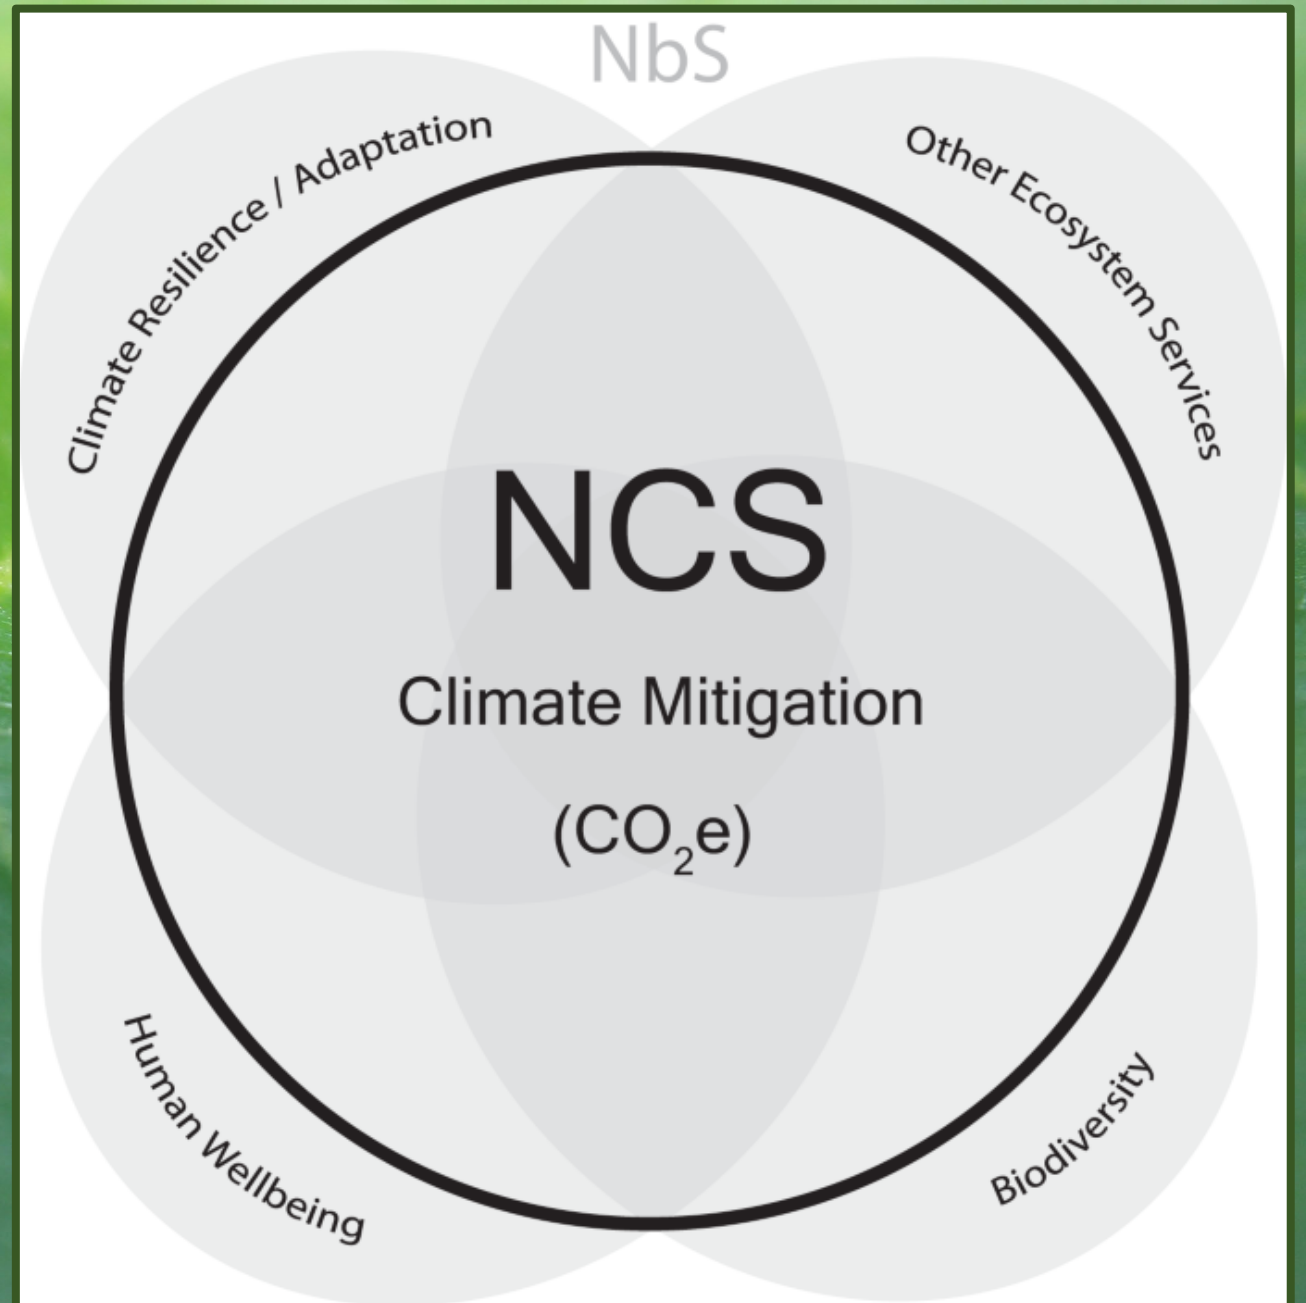 NbS
Climate Resilience / Adaptation
Other Ecosystem Services
NCS
Climate Mitigation
(CO₂e)
Human Wellbeing
Biodiversity